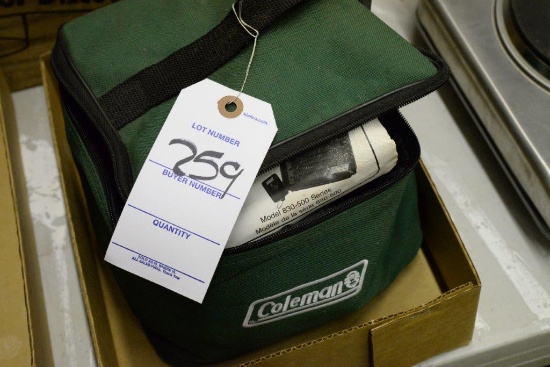 LOT NUMBER
259
BUYER NUMBER
QUANTITY
Model 830-500 Series
Modèle de la série 830-500
Coleman